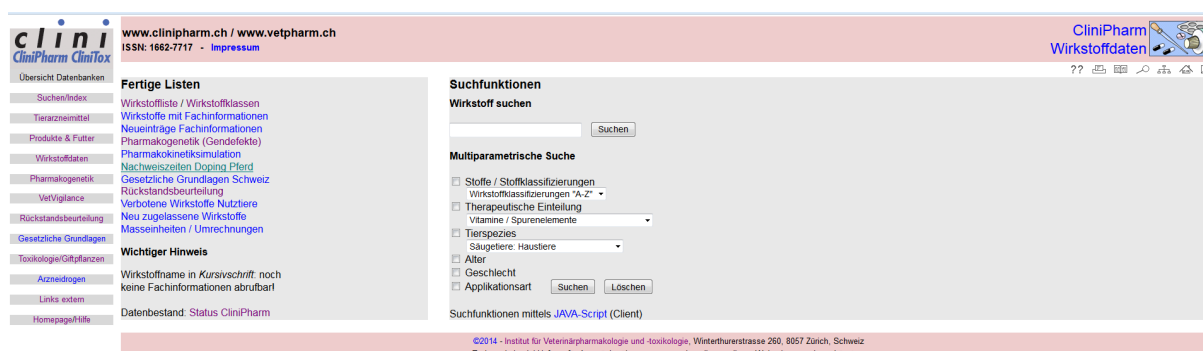 clini
CliniPharm CliniTox
www.clinipharm.ch / www.vetpharm.ch
ISSN: 1662-7717 - Impressum
CliniPharm
Wirkstoffdaten
??
Übersicht Datenbanken
Suchen/Index
Tierarzneimittel
Produkte & Futter
Wirkstoffdaten
Pharmakogenetik
VetVigilance
Rückstandsbeurteilung
Gesetzliche Grundlagen
Toxikologie/Giftpflanzen
Arzneidrogen
Links extern
Homepage/Hilfe
Fertige Listen
Wirkstoffliste / Wirkstoffklassen
Wirkstoffe mit Fachinformationen
Neueinträge Fachinformationen
Pharmakogenetik (Gendefekte)
Pharmakokinetiksimulation
Nachweiszeiten Doping Pferd
Gesetzliche Grundlagen Schweiz
Rückstandsbeurteilung
Verbotene Wirkstoffe Nutztiere
Neu zugelassene Wirkstoffe
Masseinheiten / Umrechnungen
Wichtiger Hinweis
Wirkstoffname in Kursivschrift: noch
keine Fachinformationen abrufbar!
Datenbestand: Status CliniPharm
Suchfunktionen
Wirkstoff suchen
Suchen
Multiparametrische Suche
Stoffe / Stoffklassifizierungen
Wirkstoffklassifizierungen "A-Z"
Therapeutische Einteilung
Vitamine / Spurenelemente
Tierspezies
Säugetiere: Haustiere
Alter
Geschlecht
Applikationsart Suchen Löschen
Suchfunktionen mittels JAVA-Script (Client)
©2014 - Institut für Veterinärpharmakologie und -toxikologie, Winterthurerstrasse 260, 8057 Zürich, Schweiz